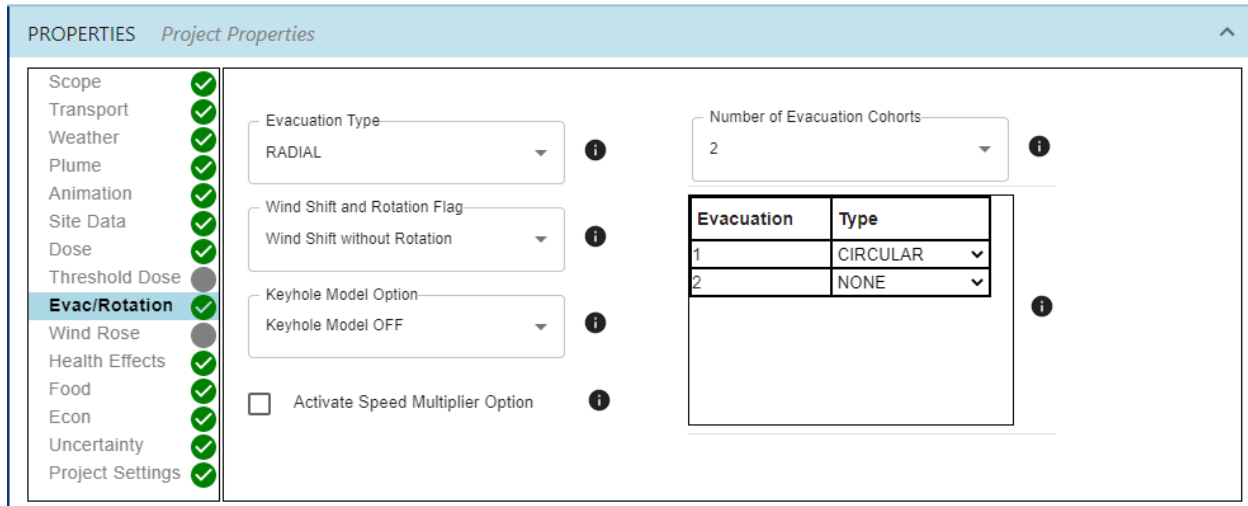 PROPERTIES Project Properties
Scope
Transport
Weather
Plume
Animation
Site Data
Dose
Threshold Dose
Evac/Rotation
Wind Rose
Health Effects
Food
Econ
Uncertainty
Project Settings
Evacuation Type
RADIAL
Wind Shift and Rotation Flag
Wind Shift without Rotation
Keyhole Model Option
Keyhole Model OFF
Activate Speed Multiplier Option
Number of Evacuation Cohorts
2
Evacuation Type
1 CIRCULAR
2 NONE